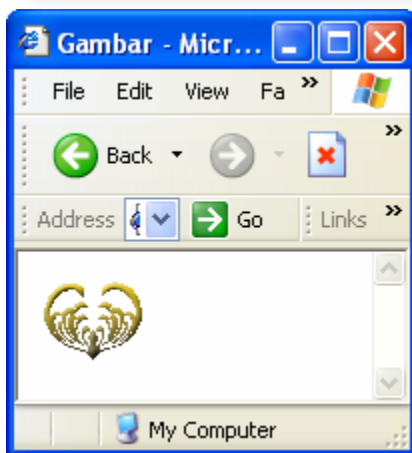 Gambar - Micr...
File Edit View Fa »
Back »
Address Go Links »
My Computer